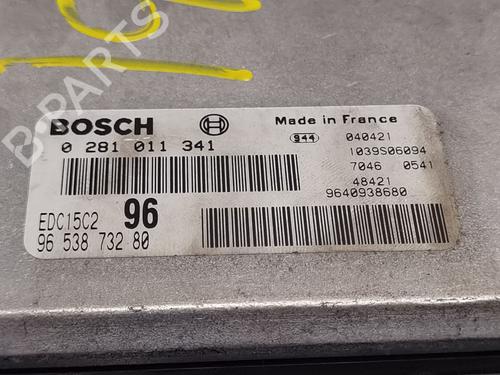 B-PARTS
BOSCH
Made in France
0 281 011 341
944 040421
1039S06094
7046 0541
48421
9640938680
EDC15C2 96
96 538 732 80